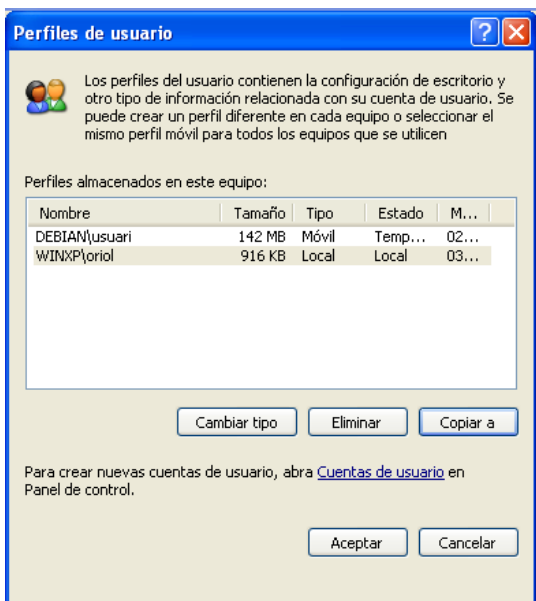 Perfiles de usuario
Los perfiles del usuario contienen la configuración de escritorio y
otro tipo de información relacionada con su cuenta de usuario. Se
puede crear un perfil diferente en cada equipo o seleccionar el
mismo perfil móvil para todos los equipos que se utilicen
Perfiles almacenados en este equipo:
Nombre Tamaño Tipo Estado M...
DEBIAN\usuari 142 MB Móvil Temp... 02...
WINXP\oriol 916 KB Local Local 03...
Cambiar tipo Eliminar Copiar a
Para crear nuevas cuentas de usuario, abra Cuentas de usuario en
Panel de control.
Aceptar Cancelar